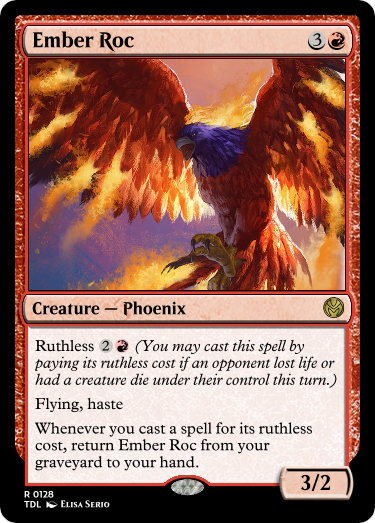 Ember Roc 3
Creature — Phoenix
Ruthless 2 (You may cast this spell by
paying its ruthless cost if an opponent lost life or
had a creature die under their control this turn.)
Flying, haste
Whenever you cast a spell for its ruthless
cost, return Ember Roc from your
graveyard to your hand.
3/2
R 0128
TDL Elisa Serio